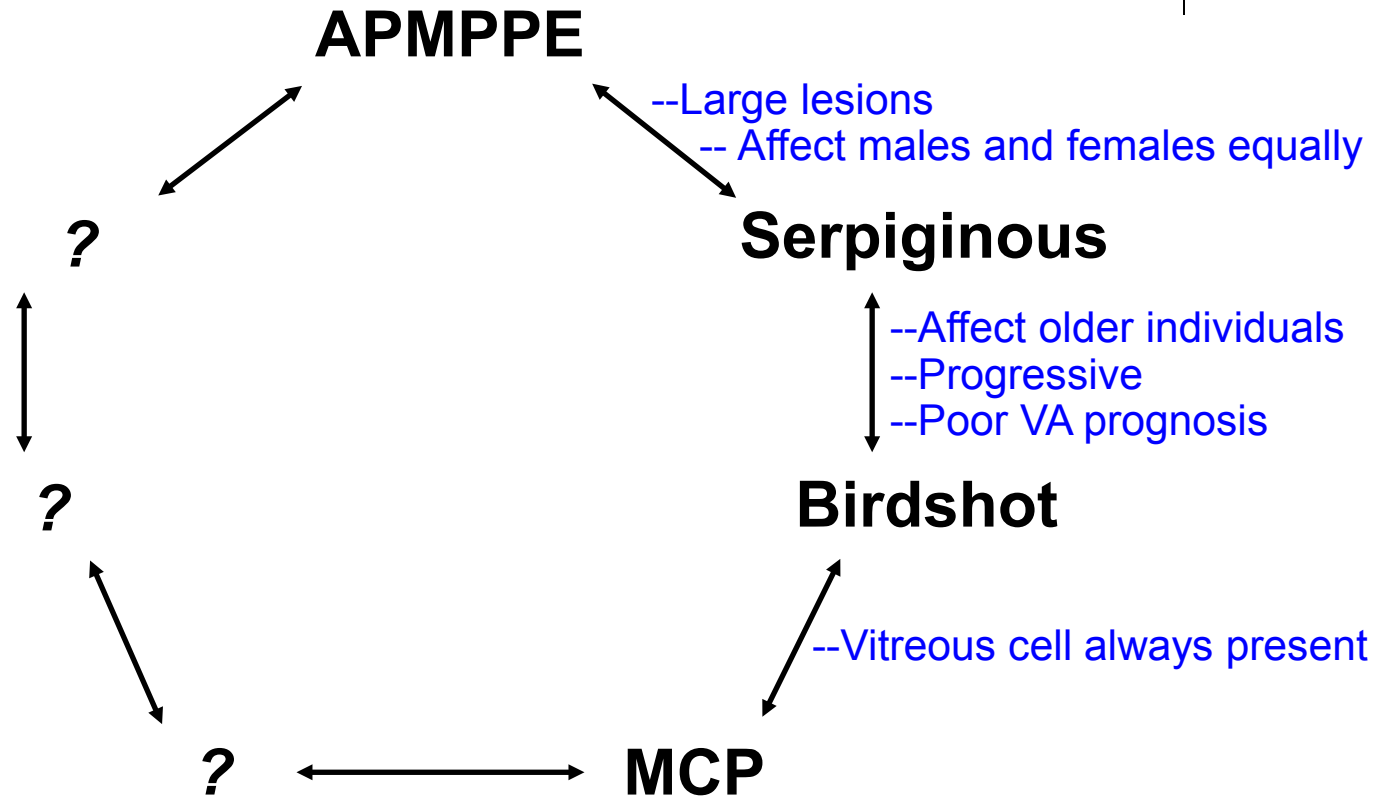 APMPPE
--Large lesions
-- Affect males and females equally
?
Serpiginous
--Affect older individuals
--Progressive
--Poor VA prognosis
?
Birdshot
--Vitreous cell always present
?
MCP